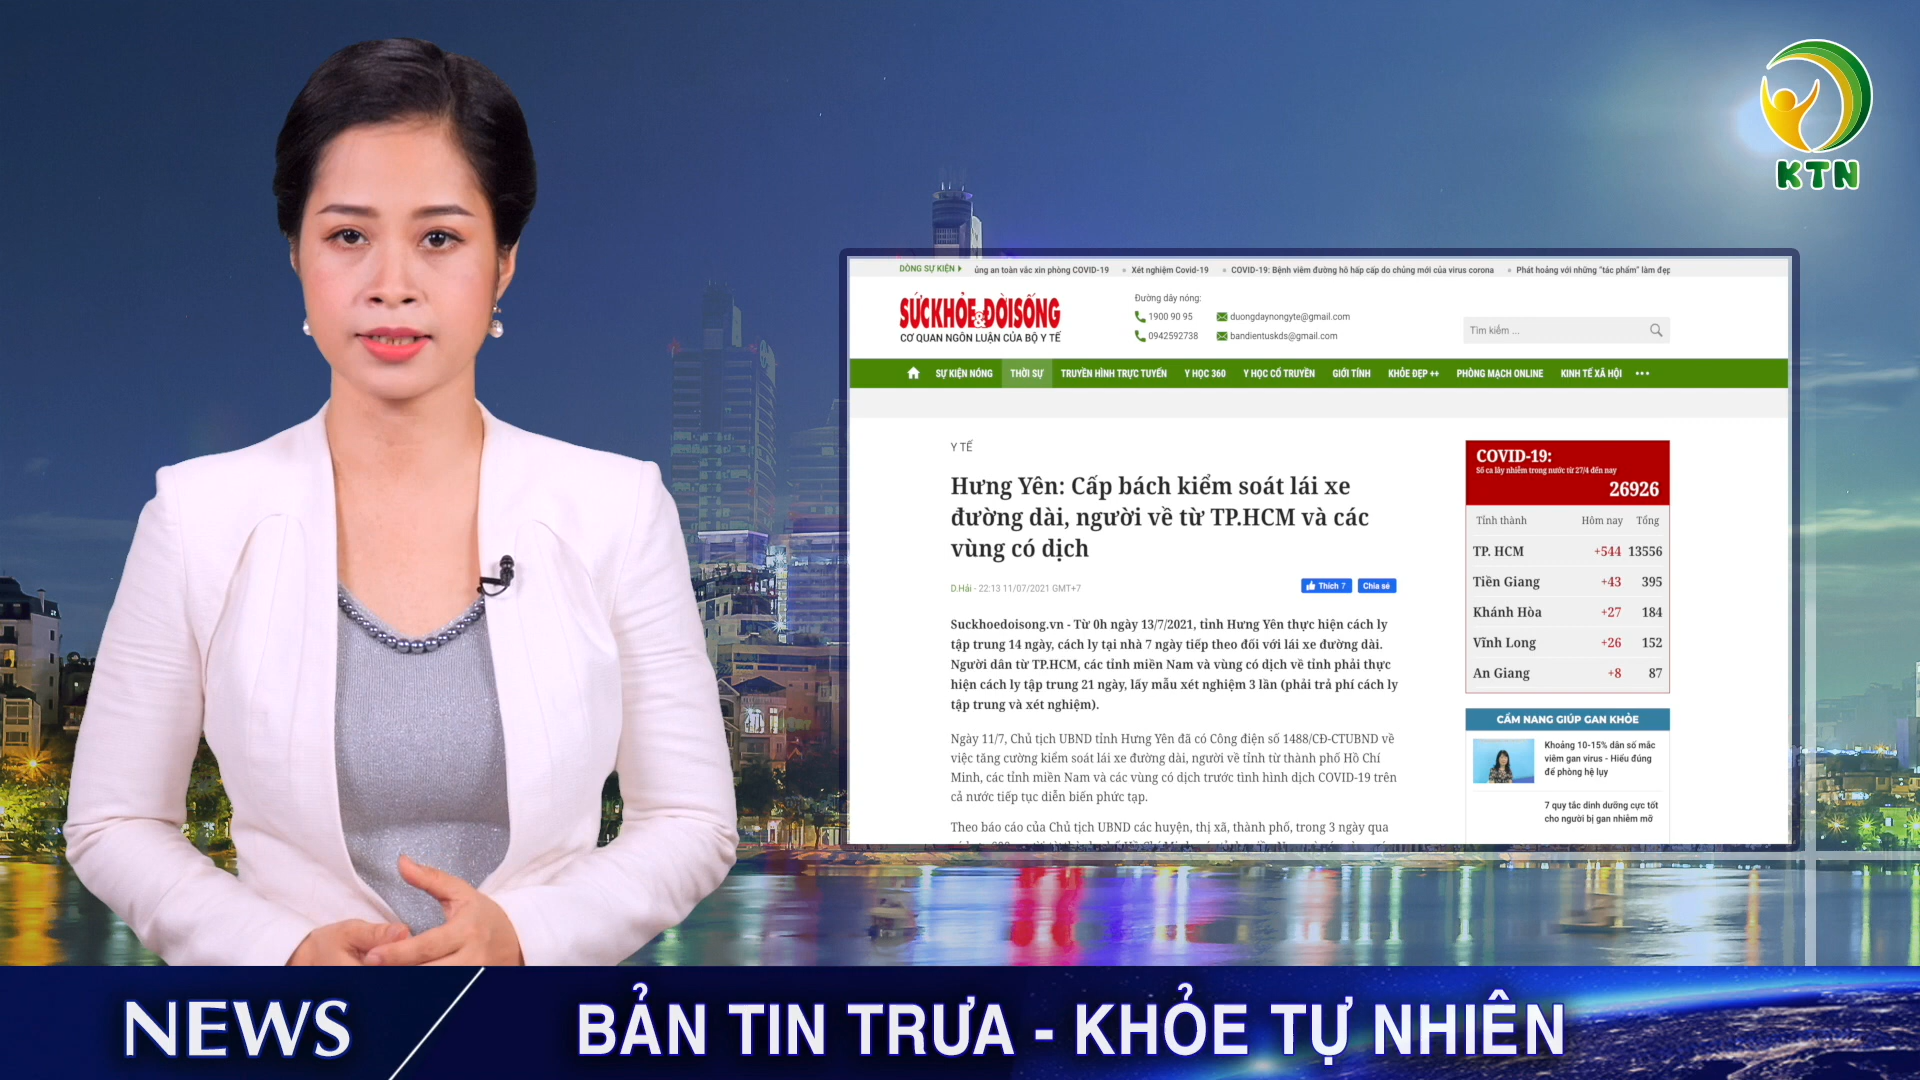 KTN
DÒNG SỰ KIỆN
ủng an toàn vắc xin phòng COVID-19
Xét nghiệm Covid-19
COVID-19: Bệnh viêm đường hô hấp cấp do chủng mới của virus corona
Phát hoảng với những "tác phẩm" làm đẹp
SỨCKHỎE&ĐỜISỐNG
CƠ QUAN NGÔN LUẬN CỦA BỘ Y TẾ
Đường dây nóng:
1900 90 95
duongdaynongyte@gmail.com
0942592738
bandientuskds@gmail.com
Tìm kiếm ...
SỰ KIỆN NÓNG THỜI SỰ TRUYỀN HÌNH TRỰC TUYẾN Y HỌC 360 Y HỌC CỔ TRUYỀN GIỚI TÍNH KHỎE ĐẸP ++ PHÒNG MẠCH ONLINE KINH TẾ XÃ HỘI
Y TẾ
Hưng Yên: Cấp bách kiểm soát lái xe
đường dài, người về từ TP.HCM và các
vùng có dịch
D.Hải - 22:13 11/07/2021 GMT+7
Thích 7 Chia sẻ
Suckhoedoisong.vn - Từ 0h ngày 13/7/2021, tỉnh Hưng Yên thực hiện cách ly
tập trung 14 ngày, cách ly tại nhà 7 ngày tiếp theo đối với lái xe đường dài.
Người dân từ TP.HCM, các tỉnh miền Nam và vùng có dịch về tỉnh phải thực
hiện cách ly tập trung 21 ngày, lấy mẫu xét nghiệm 3 lần (phải trả phí cách ly
tập trung và xét nghiệm).
Ngày 11/7, Chủ tịch UBND tỉnh Hưng Yên đã có Công điện số 1488/CĐ-CTUBND về
việc tăng cường kiểm soát lái xe đường dài, người về tỉnh từ thành phố Hồ Chí
Minh, các tỉnh miền Nam và các vùng có dịch trước tình hình dịch COVID-19 trên
cả nước tiếp tục diễn biến phức tạp.
Theo báo cáo của Chủ tịch UBND các huyện, thị xã, thành phố, trong 3 ngày qua
COVID-19:
Số ca lây nhiễm trong nước từ 27/4 đến nay
26926
Tỉnh thành Hôm nay Tổng
TP. HCM +544 13556
Tiền Giang +43 395
Khánh Hòa +27 184
Vĩnh Long +26 152
An Giang +8 87
CẨM NANG GIÚP GAN KHỎE
Khoảng 10-15% dân số mắc
viêm gan virus - Hiểu đúng
để phòng hệ lụy
7 quy tắc dinh dưỡng cực tốt
cho người bị gan nhiễm mỡ
NEWS
BẢN TIN TRƯA - KHỎE TỰ NHIÊN